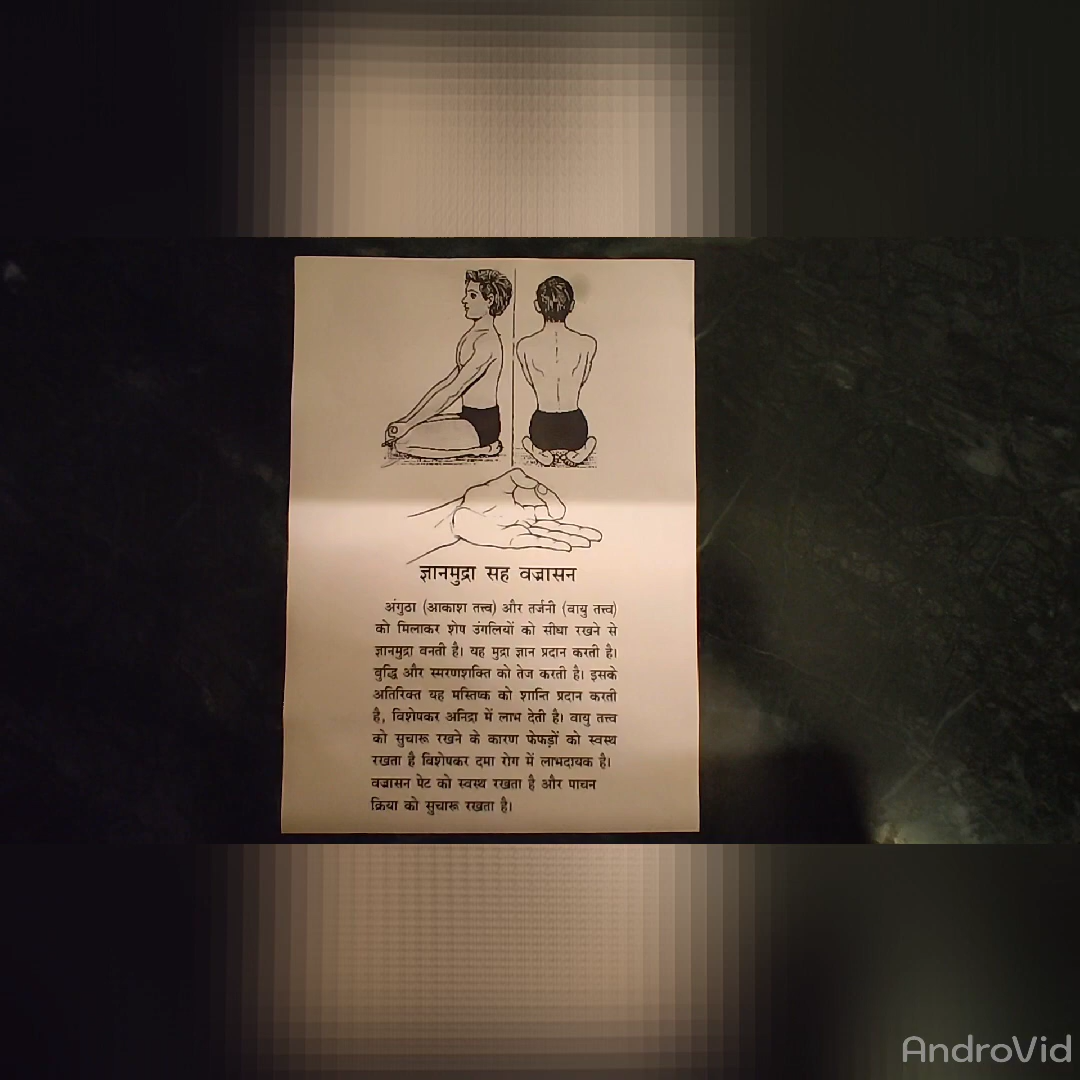 ज्ञानमुद्रा सह वज्रासन
अंगुठा (आकाश तत्त्व) और तर्जनी (वायु तत्त्व)
को मिलाकर शेष उंगलियों को सीधा रखने से
ज्ञानमुद्रा बनती है। यह मुद्रा ज्ञान प्रदान करती है।
बुद्धि और स्मरणशक्ति को तेज करती है। इसके
अतिरिक्त यह मस्तिष्क को शान्ति प्रदान करती
है, विशेषकर अनिद्रा में लाभ देती है। वायु तत्त्व
को सुचारू रखने के कारण फेफड़ों को स्वस्थ
रखता है विशेषकर दमा रोग में लाभदायक है।
वज्रासन पेट को स्वस्थ रखता है और पाचन
क्रिया को सुचारू रखता है।
AndroVid